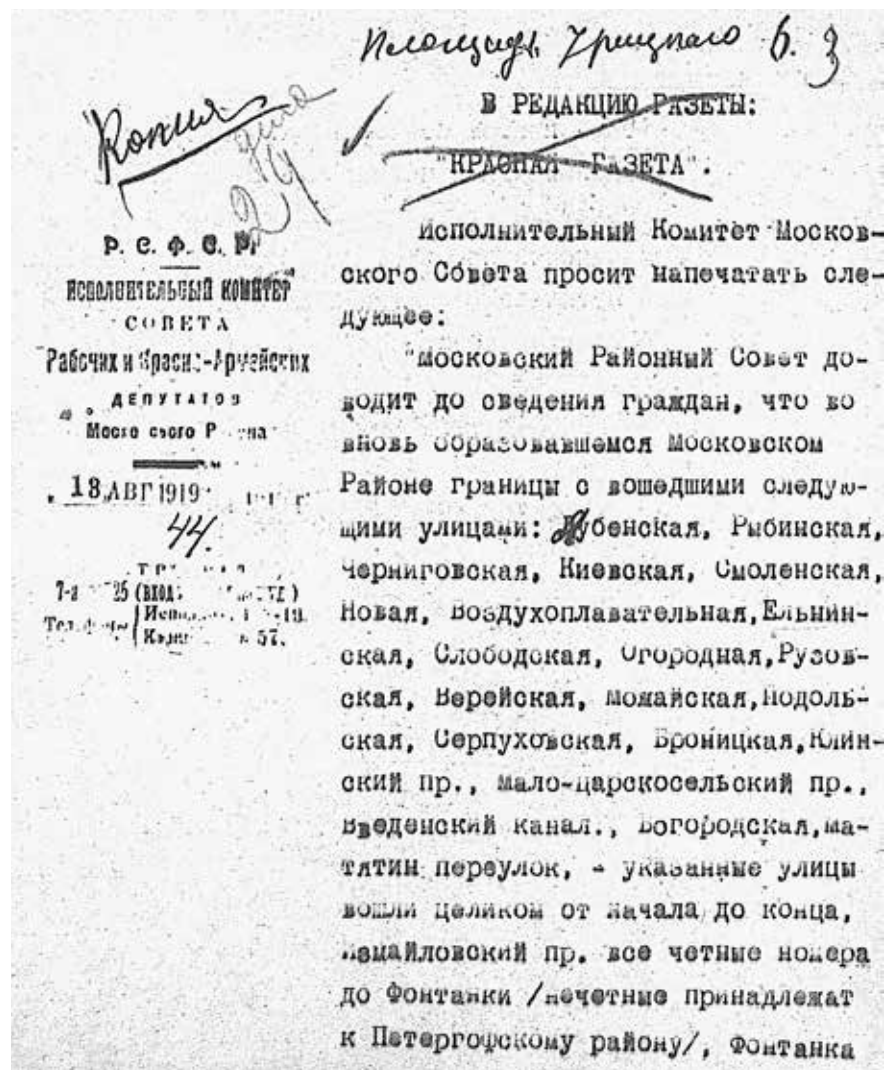 Площадь Урицкого 6.
В РЕДАКЦИЮ ГАЗЕТЫ:
"КРАСНАЯ ГАЗЕТА".
Копия
Р. С. Ф. С. Р.
ИСПОЛНИТЕЛЬНЫЙ КОМИТЕТ
СОВЕТА
Рабочих и Красно-Армейских
ДЕПУТАТОВ
18 АВГ 1919
44.
57.
Исполнительный Комитет Москов-
ского Совета просит напечатать сле-
дующее:
"Московский Районный Совет до-
водит до сведения граждан, что во
вновь образовавшемся Московском
Районе границы с вошедшими следую-
щими улицами: Лубенская, Рыбинская,
Черниговская, Киевская, Смоленская,
Новая, Воздухоплавательная,Ельнин-
ская, Слободская, Огородная,Рузов-
ская, Верейская, Можайская,Подоль-
ская, Серпуховская, Броницкая,Клин-
ский пр., Мало-Царскосельский пр.,
Введенский канал., Богородская,Ма-
тятин переулок, - указанные улицы
вошли целиком от начала до конца,
Измайловский пр. все четные номера
до Фонтанки /нечетные принадлежат
к Петергофскому району/, Фонтанка